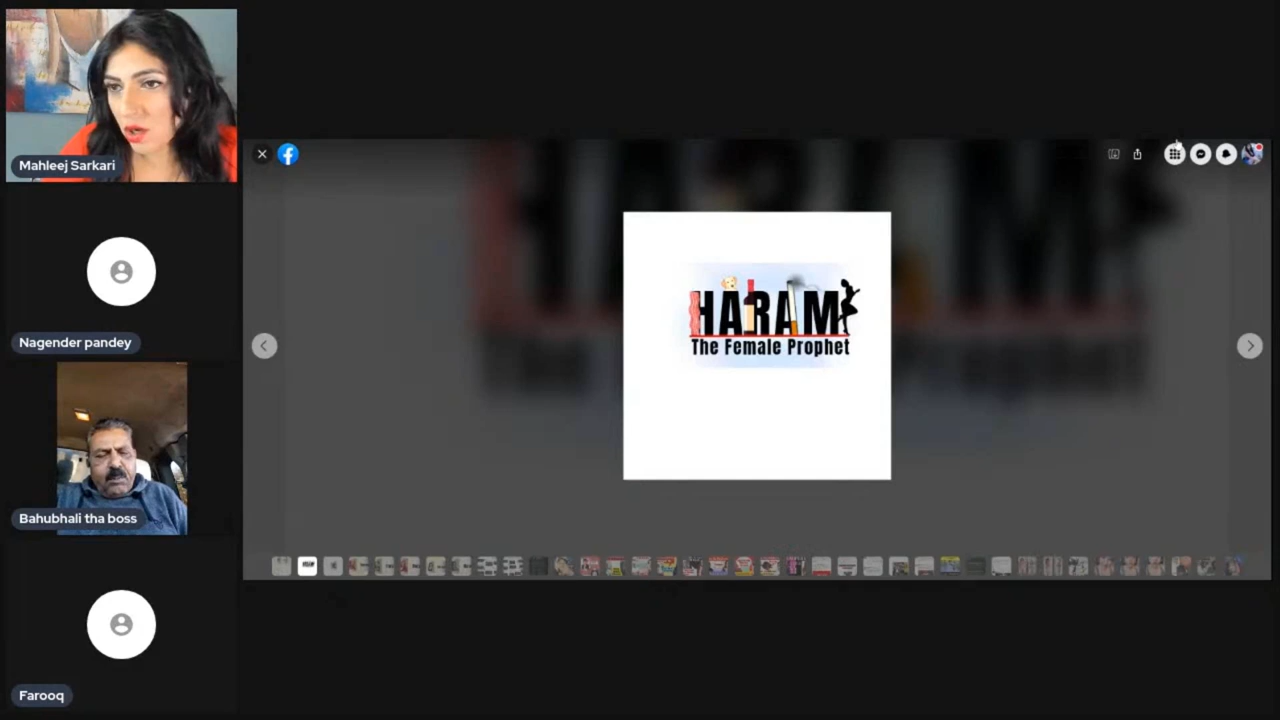 Mahleej Sarkari
Nagender pandey
Bahubhali tha boss
Farooq
HARAM
The Female Prophet